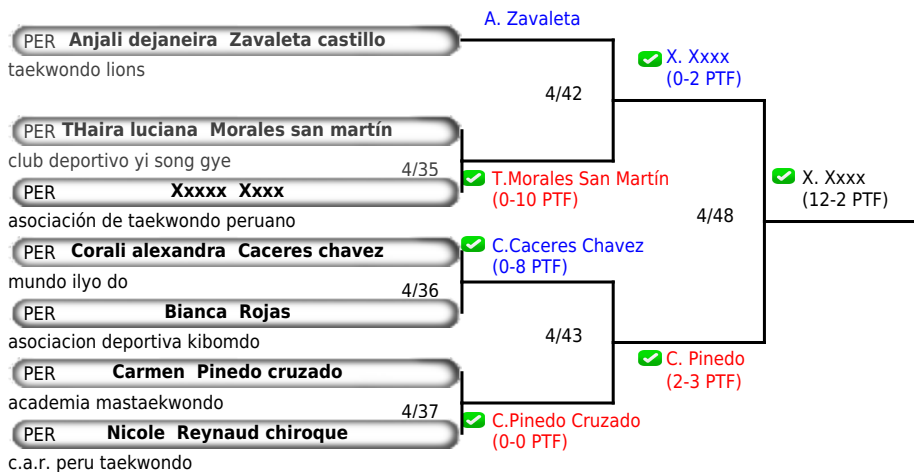 A. Zavaleta
PER Anjali dejaneira Zavaleta castillo
taekwondo lions
X. Xxxx
(0-2 PTF)
4/42
PER THaira luciana Morales san martín
club deportivo yi song gye
4/35
T.Morales San Martín
(0-10 PTF)
X. Xxxx
(12-2 PTF)
PER Xxxxx Xxxx
asociación de taekwondo peruano
4/48
PER Corali alexandra Caceres chavez
C.Caceres Chavez
(0-8 PTF)
mundo ilyo do
4/36
PER Bianca Rojas
asociacion deportiva kibomdo
4/43
C. Pinedo
(2-3 PTF)
PER Carmen Pinedo cruzado
academia mastaekwondo
4/37
C.Pinedo Cruzado
(0-0 PTF)
PER Nicole Reynaud chiroque
c.a.r. peru taekwondo